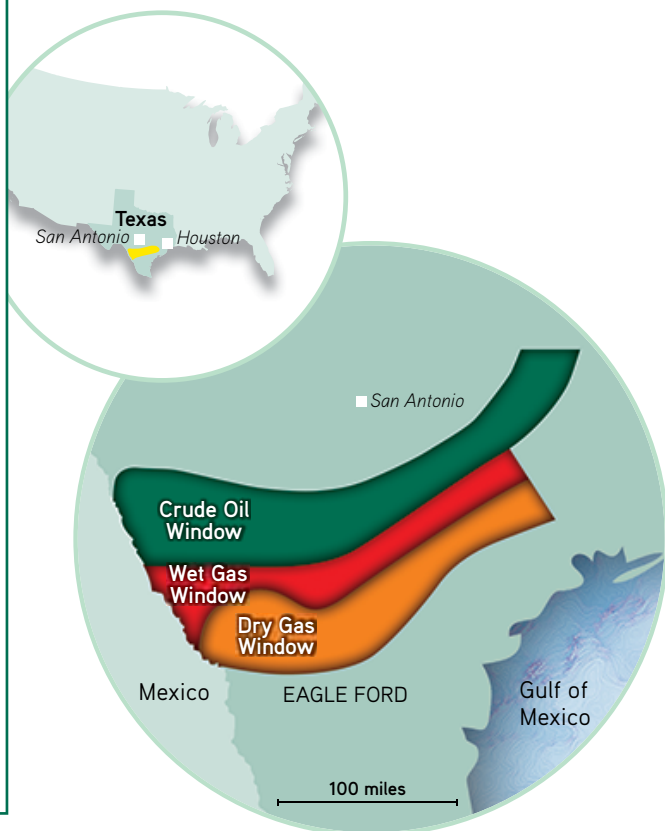 Texas
San Antonio
Houston
San Antonio
Crude Oil
Window
Wet Gas
Window
Dry Gas
Window
Mexico
EAGLE FORD
Gulf of
Mexico
100 miles